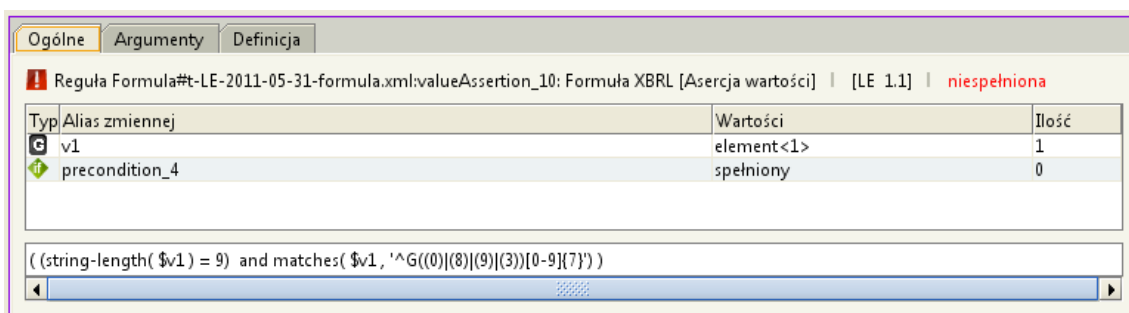 Ogólne Argumenty Definicja
Reguła Formula#t-LE-2011-05-31-formula.xml:valueAssertion_10: Formuła XBRL [Asercja wartości] | [LE 1.1] | niespełniona
Typ Alias zmiennej Wartości Ilość
G v1 element<1> 1
if precondition_4 spełniony 0
( (string-length( $v1 ) = 9) and matches( $v1 , '^G((0)|(8)|(9)|(3))[0-9]{7}') )